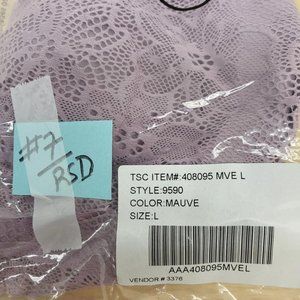 #7
RSD
TSC ITEM#:408095 MVE L
STYLE:9590
COLOR:MAUVE
SIZE:L
AAA408095MVEL
VENDOR # 3376